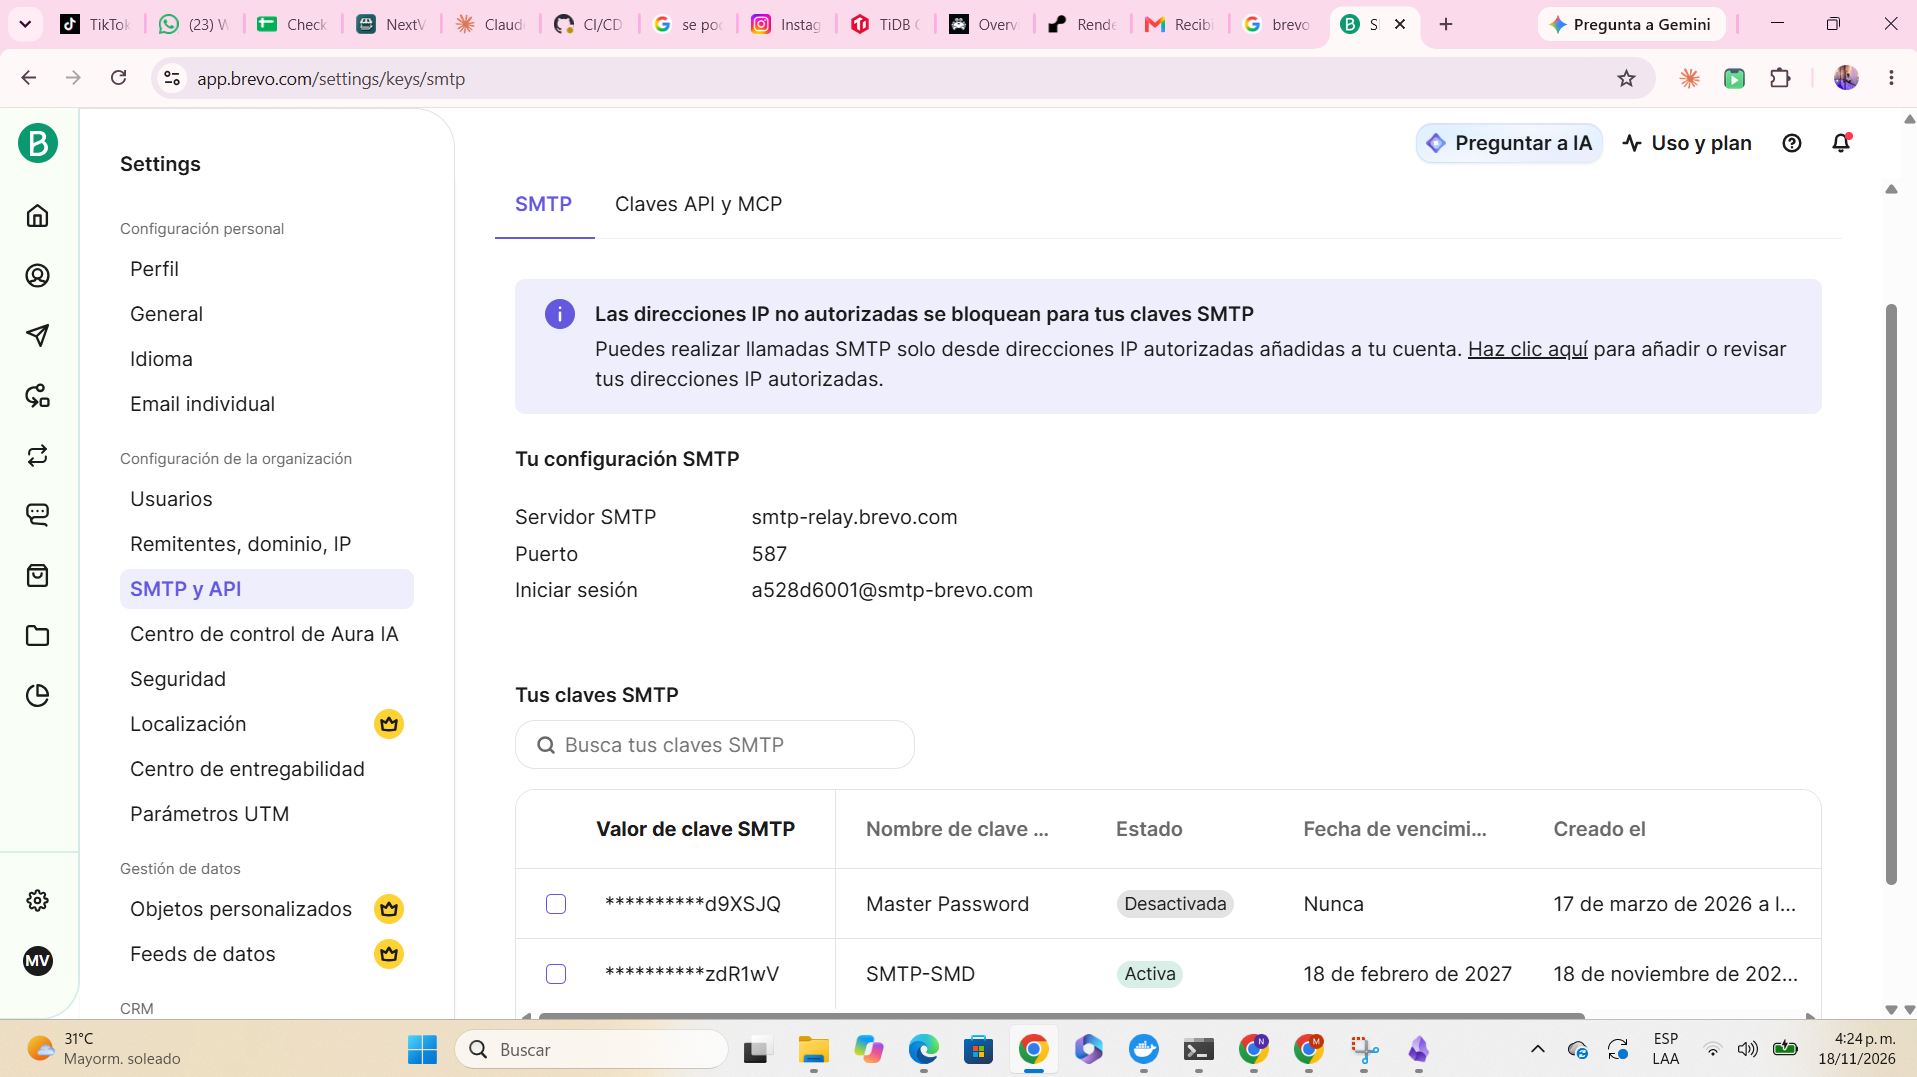 TikTok
(23) W
Check
NextV
Claude
CI/CD
se pod
Instag
TiDB C
Overv
Rende
Recibi
brevo
Pregunta a Gemini
app.brevo.com/settings/keys/smtp
B
Settings
Preguntar a IA
Uso y plan
SMTP
Claves API y MCP
Configuración personal
Perfil
General
Idioma
Email individual
Configuración de la organización
Usuarios
Remitentes, dominio, IP
SMTP y API
Centro de control de Aura IA
Seguridad
Localización
Centro de entregabilidad
Parámetros UTM
Gestión de datos
Objetos personalizados
Feeds de datos
CRM
MV
Las direcciones IP no autorizadas se bloquean para tus claves SMTP
Puedes realizar llamadas SMTP solo desde direcciones IP autorizadas añadidas a tu cuenta. Haz clic aquí para añadir o revisar
tus direcciones IP autorizadas.
Tu configuración SMTP
Servidor SMTP smtp-relay.brevo.com
Puerto 587
Iniciar sesión a528d6001@smtp-brevo.com
Tus claves SMTP
Busca tus claves SMTP
Valor de clave SMTP Nombre de clave ... Estado Fecha de vencimi... Creado el
**********d9XSJQ Master Password Desactivada Nunca 17 de marzo de 2026 a l...
**********zdR1wV SMTP-SMD Activa 18 de febrero de 2027 18 de noviembre de 202...
31°C
Mayorm. soleado
Buscar
ESP
LAA
4:24 p. m.
18/11/2026